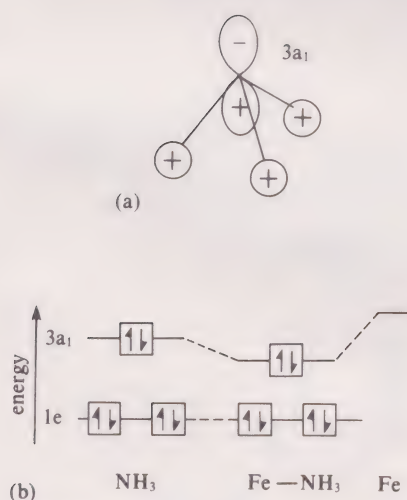 −
3a₁
+
+
+
+
(a)
energy
3a₁
1e
(b)
NH₃
Fe — NH₃
Fe